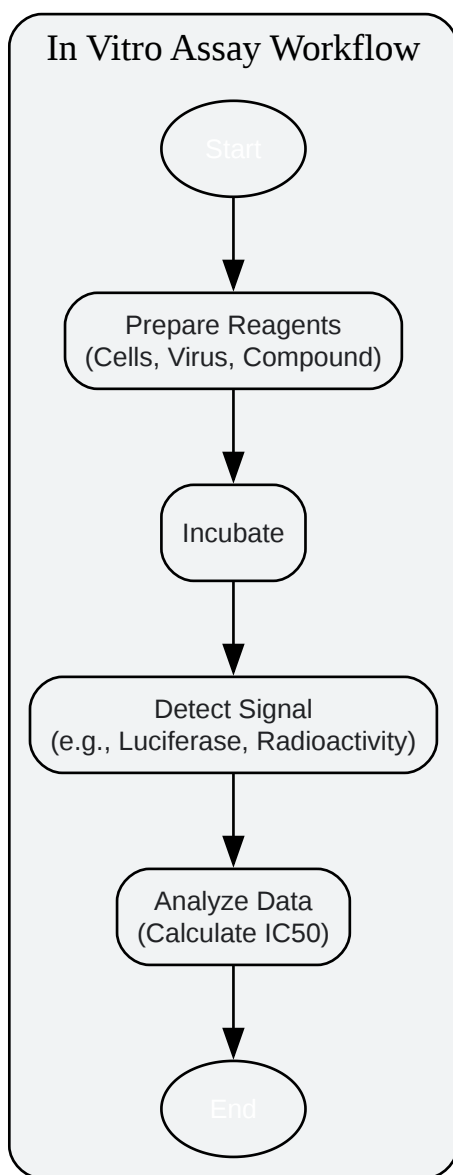 In Vitro Assay Workflow
Start
Prepare Reagents
(Cells, Virus, Compound)
Incubate
Detect Signal
(e.g., Luciferase, Radioactivity)
Analyze Data
(Calculate IC50)
End